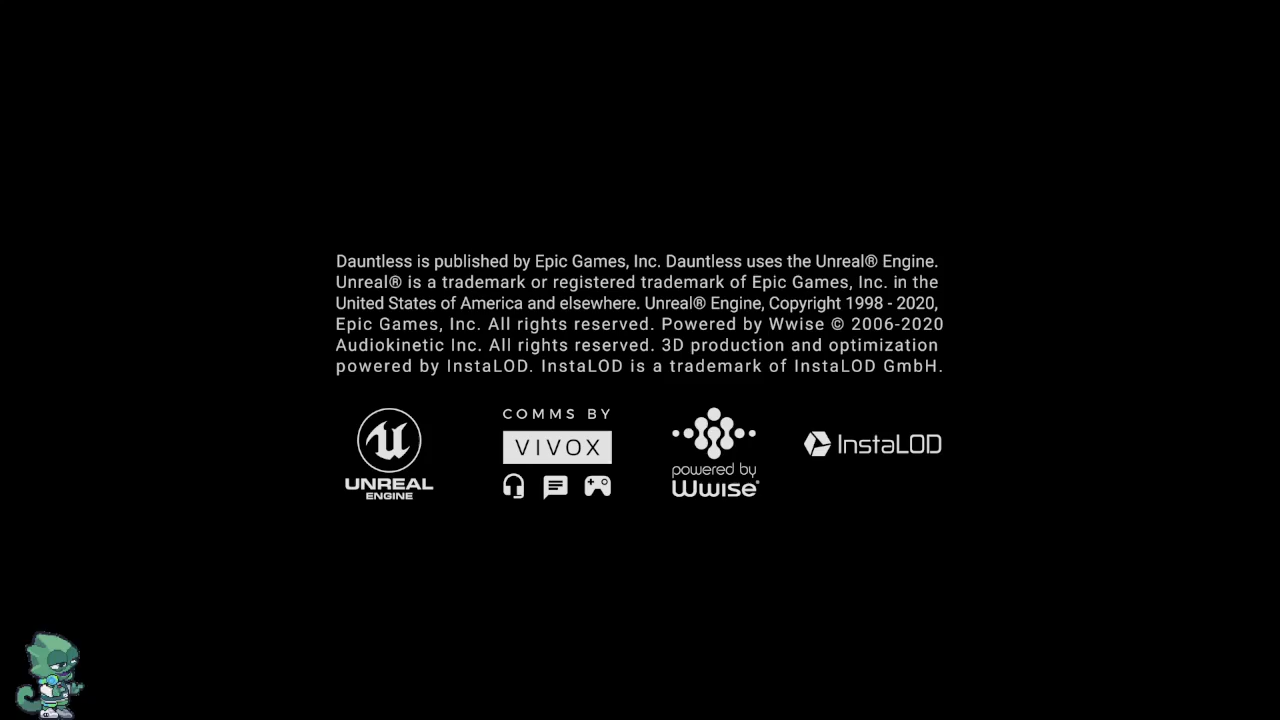 Dauntless is published by Epic Games, Inc. Dauntless uses the Unreal® Engine.
Unreal® is a trademark or registered trademark of Epic Games, Inc. in the
United States of America and elsewhere. Unreal® Engine, Copyright 1998 - 2020,
Epic Games, Inc. All rights reserved. Powered by Wwise © 2006-2020
Audiokinetic Inc. All rights reserved. 3D production and optimization
powered by InstaLOD. InstaLOD is a trademark of InstaLOD GmbH.
UNREAL
ENGINE
COMMS BY
VIVOX
powered by
Wwise®
InstaLOD